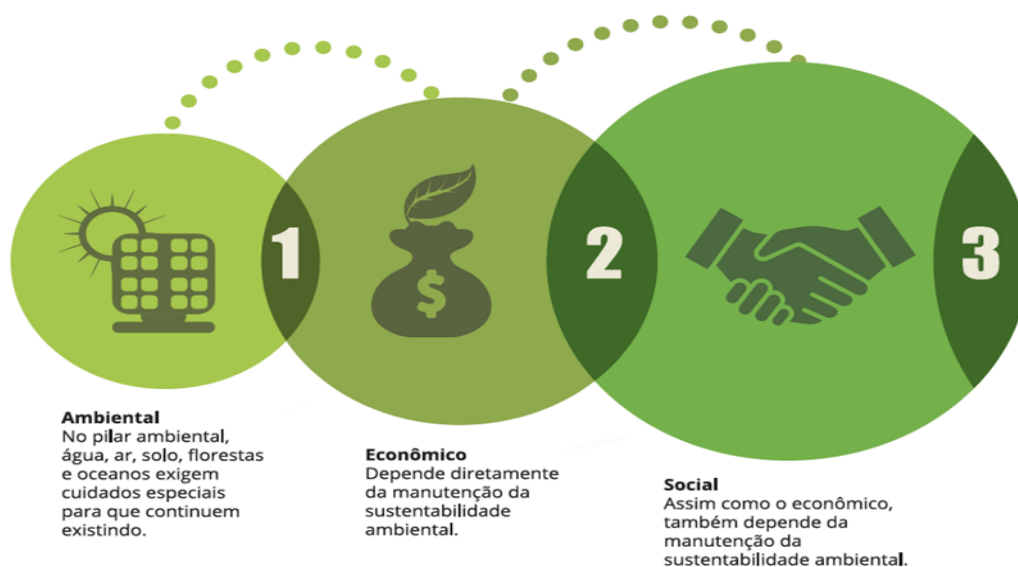 1
2
3
$
Ambiental
No pilar ambiental,
água, ar, solo, florestas
e oceanos exigem
cuidados especiais
para que continuem
existindo.
Econômico
Depende diretamente
da manutenção da
sustentabilidade
ambiental.
Social
Assim como o econômico,
também depende da
manutenção da
sustentabilidade ambiental.